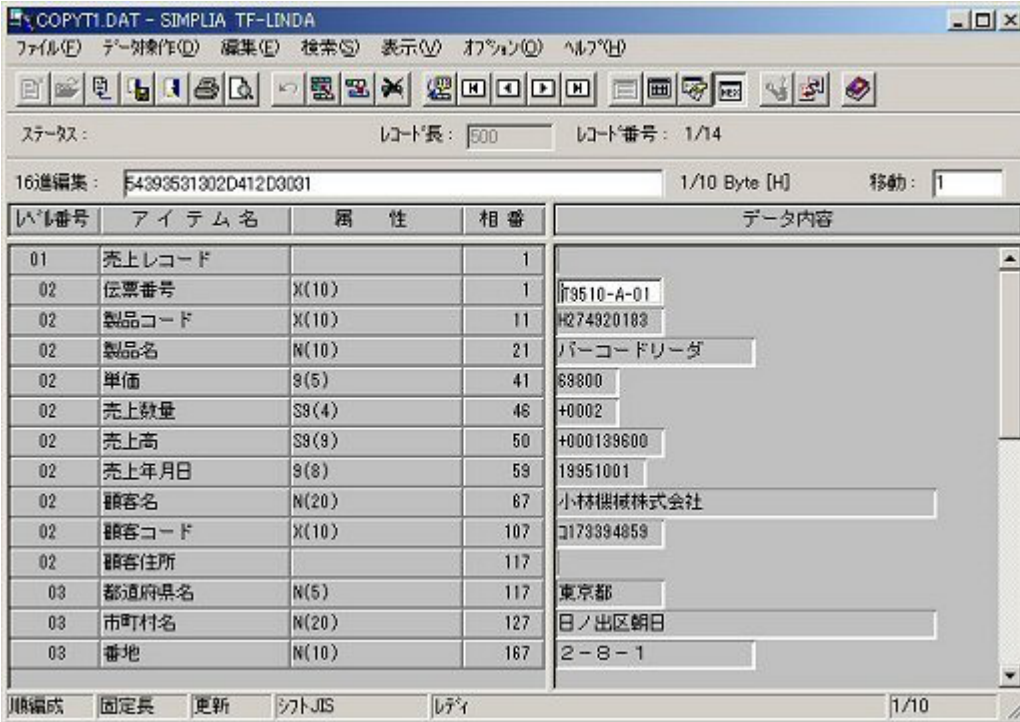 COPYT1.DAT - SIMPLIA TF-LINDA
ファイル(F) データ操作(D) 編集(E) 検索(S) 表示(V) オプション(O) ヘルプ(H)
ステータス： レコード長： 500 レコード番号： 1/14
16進編集： 54393531302D412D3031 1/10 Byte [H] 移動： 1
レベル番号 アイテム名 属 性 相 番 データ内容
01 売上レコード 1
02 伝票番号 X(10) 1 T9510-A-01
02 製品コード X(10) 11 H274920183
02 製品名 N(10) 21 バーコードリーダ
02 単価 9(5) 41 69800
02 売上数量 S9(4) 46 +0002
02 売上高 S9(9) 50 +000139600
02 売上年月日 9(8) 59 19951001
02 顧客名 N(20) 67 小林機械株式会社
02 顧客コード X(10) 107 コ173394859
02 顧客住所 117
03 都道府県名 N(5) 117 東京都
03 市町村名 N(20) 127 日ノ出区朝日
03 番地 N(10) 167 ２－８－１
順編成 固定長 更新 シフトJIS レディ 1/10